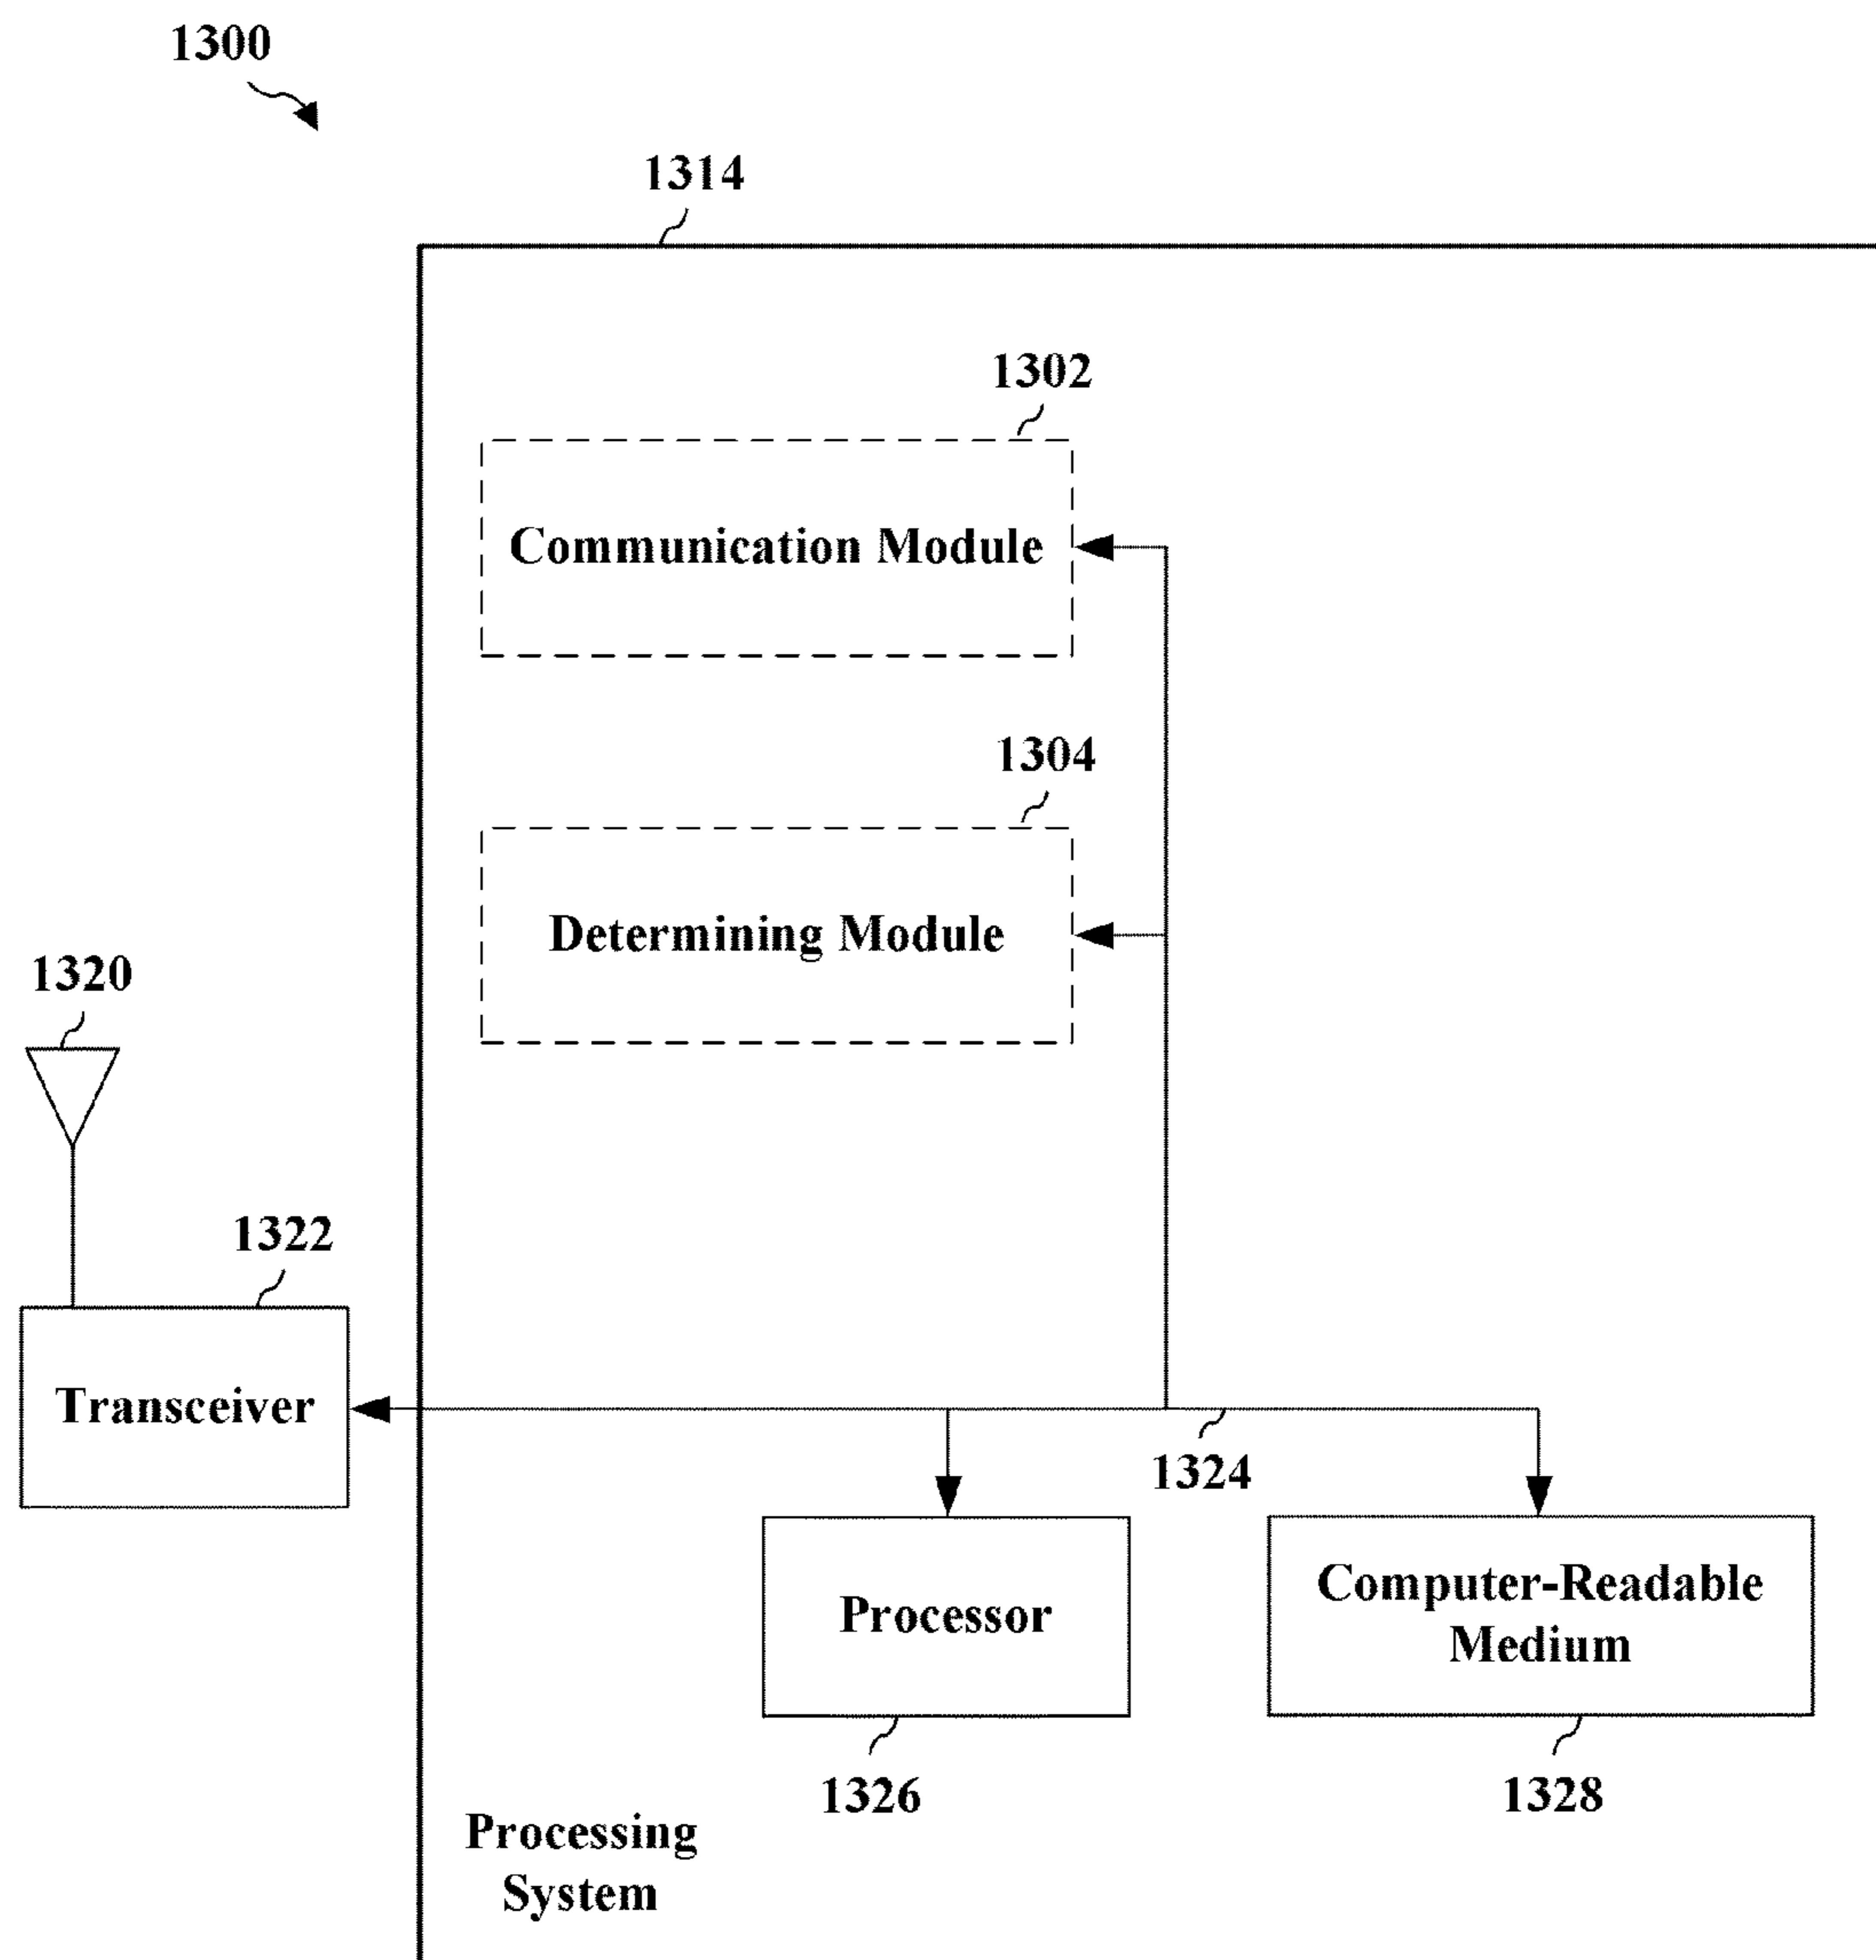 1300
1314
1302
Communication Module
1304
Determining Module
1320
1322
Transceiver
1324
Processor
Computer-Readable
Medium
1326
1328
Processing
System